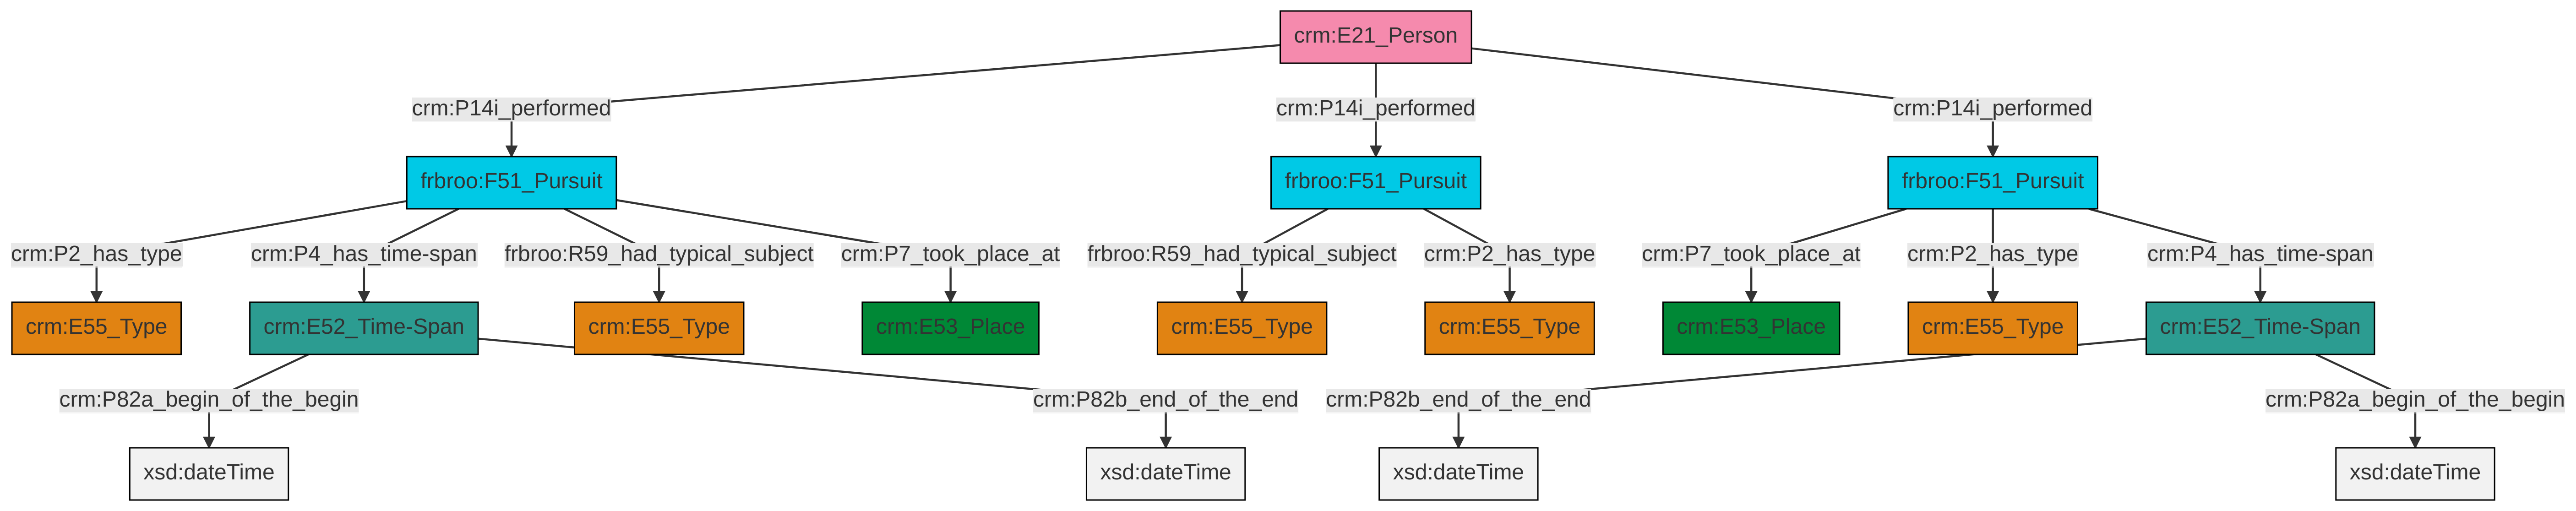 crm:E21_Person
crm:P14i_performed
crm:P14i_performed
crm:P14i_performed
frbroo:F51_Pursuit
frbroo:F51_Pursuit
frbroo:F51_Pursuit
crm:P2_has_type
crm:P4_has_time-span
frbroo:R59_had_typical_subject
crm:P7_took_place_at
frbroo:R59_had_typical_subject
crm:P2_has_type
crm:P7_took_place_at
crm:P2_has_type
crm:P4_has_time-span
crm:E55_Type
crm:E52_Time-Span
crm:E55_Type
crm:E53_Place
crm:E55_Type
crm:E55_Type
crm:E53_Place
crm:E55_Type
crm:E52_Time-Span
crm:P82a_begin_of_the_begin
crm:P82b_end_of_the_end
crm:P82b_end_of_the_end
crm:P82a_begin_of_the_begin
xsd:dateTime
xsd:dateTime
xsd:dateTime
xsd:dateTime